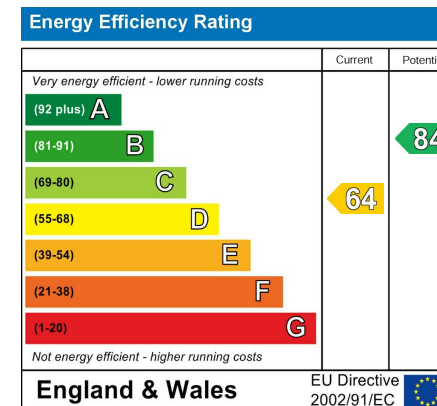 Energy Efficiency Rating
Current
Very energy efficient - lower running costs
(92 plus) A
(81-91) B
84
(69-80) C
64
(55-68) D
(39-54) E
(21-38) F
(1-20) G
Not energy efficient - higher running costs
England & Wales
EU Directive
2002/91/EC